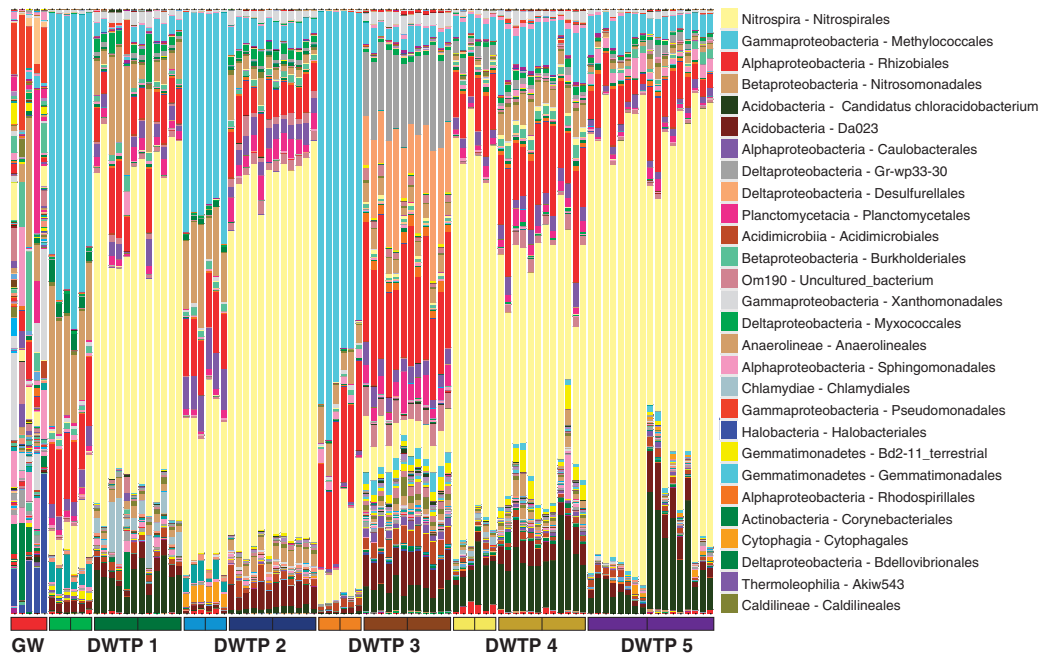 Nitrospira - Nitrospirales
Gammaproteobacteria - Methylococcales
Alphaproteobacteria - Rhizobiales
Betaproteobacteria - Nitrosomonadales
Acidobacteria - Candidatus chloracidobacterium
Acidobacteria - Da023
Alphaproteobacteria - Caulobacterales
Deltaproteobacteria - Gr-wp33-30
Deltaproteobacteria - Desulfurellales
Planctomycetacia - Planctomycetales
Acidimicrobiia - Acidimicrobiales
Betaproteobacteria - Burkholderiales
Om190 - Uncultured_bacterium
Gammaproteobacteria - Xanthomonadales
Deltaproteobacteria - Myxococcales
Anaerolineae - Anaerolineales
Alphaproteobacteria - Sphingomonadales
Chlamydiae - Chlamydiales
Gammaproteobacteria - Pseudomonadales
Halobacteria - Halobacteriales
Gemmatimonadetes - Bd2-11_terrestrial
Gemmatimonadetes - Gemmatimonadales
Alphaproteobacteria - Rhodospirillales
Actinobacteria - Corynebacteriales
Cytophagia - Cytophagales
Deltaproteobacteria - Bdellovibrionales
Thermoleophilia - Akiw543
Caldilineae - Caldilineales
GW DWTP 1 DWTP 2 DWTP 3 DWTP 4 DWTP 5